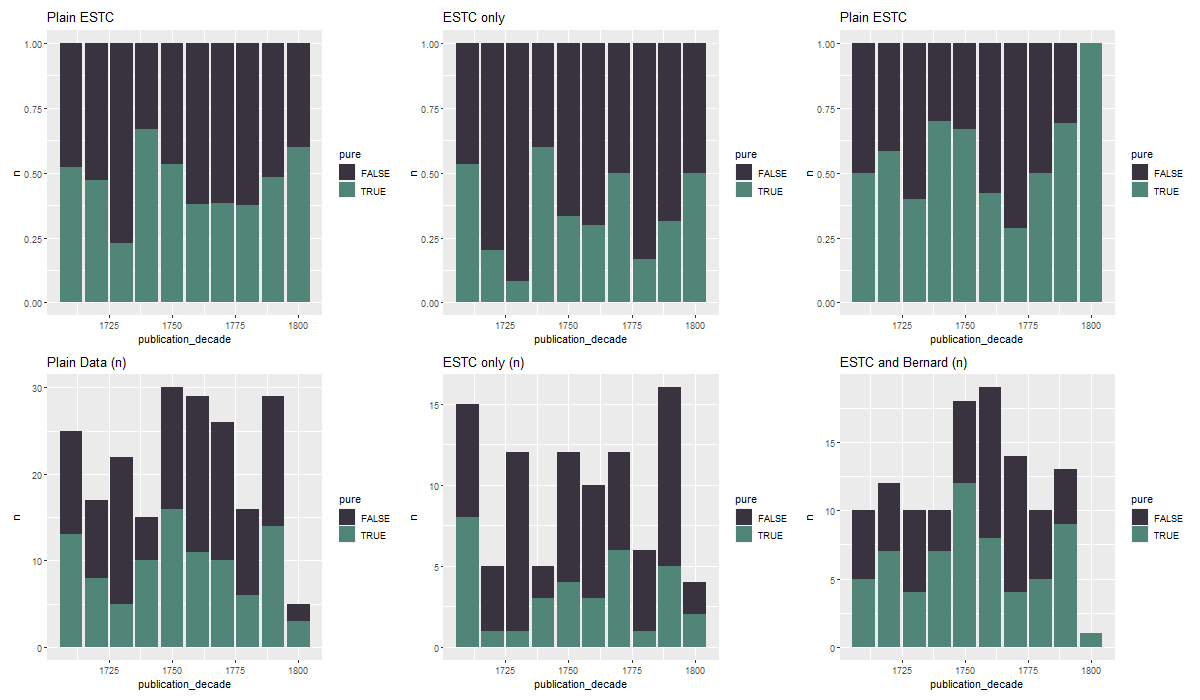 Plain ESTC
1.00
0.75
0.50
0.25
0.00
n
1725 1750 1775 1800
publication_decade
pure
FALSE
TRUE
ESTC only
1.00
0.75
0.50
0.25
0.00
n
1725 1750 1775 1800
publication_decade
pure
FALSE
TRUE
Plain ESTC
1.00
0.75
0.50
0.25
0.00
n
1725 1750 1775 1800
publication_decade
pure
FALSE
TRUE
Plain Data (n)
30
20
10
0
n
1725 1750 1775 1800
publication_decade
pure
FALSE
TRUE
ESTC only (n)
15
10
5
0
n
1725 1750 1775 1800
publication_decade
pure
FALSE
TRUE
ESTC and Bernard (n)
15
10
5
0
n
1725 1750 1775 1800
publication_decade
pure
FALSE
TRUE